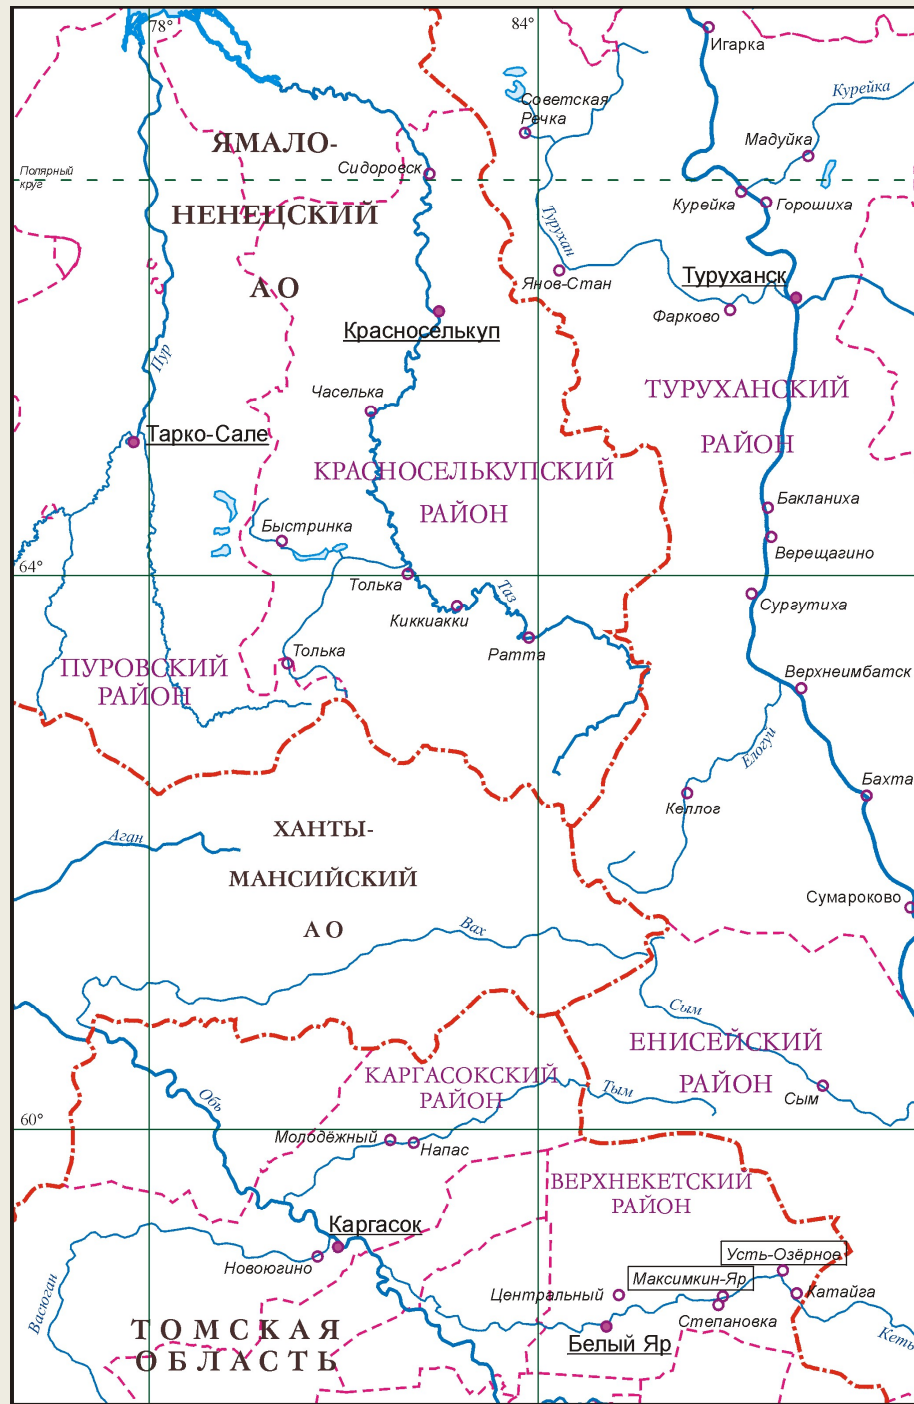 78°
84°
Игарка
Курейка
Советская
Речка
Мадуйка
ЯМАЛО-
Сидоровск
Полярный
круг
Курейка
Горошиха
НЕНЕЦСКИЙ
Турухан
Янов-Стан
Туруханск
АО
Фарково
Красноселькуп
Пур
Часелька
ТУРУХАНСКИЙ
РАЙОН
Тарко-Сале
КРАСНОСЕЛЬКУПСКИЙ
РАЙОН
Бакланиха
Быстринка
Верещагино
64°
Толька
Таз
Киккиакки
Сургутиха
Ратта
Толька
ПУРОВСКИЙ
РАЙОН
Верхнеимбатск
Елогуй
Келлог
Бахта
ХАНТЫ-
Аган
МАНСИЙСКИЙ
Сумароково
АО
Вах
Сым
ЕНИСЕЙСКИЙ
РАЙОН
КАРГАСОКСКИЙ
РАЙОН
Тым
Сым
Обь
60°
Молодёжный
Напас
ВЕРХНЕКЕТСКИЙ
РАЙОН
Каргасок
Новоюгино
Усть-Озёрное
Максимкин-Яр
Центральный
Катайга
Степановка
Васюган
ТОМСКАЯ
ОБЛАСТЬ
Белый Яр
Кеть